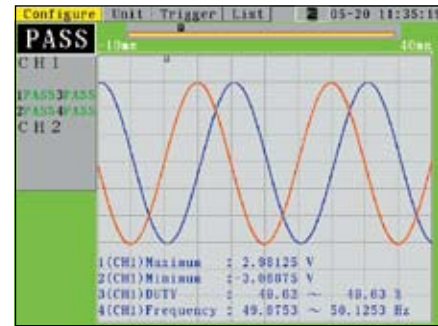 Configure Unit Trigger List 05-20 11:35:1
PASS
-10ms 40ms
CH1
1PASS3PASS
2PASS4PASS
CH2
1(CH1)Maximum : 2.98125 V
2(CH1)Minimum :-3.06875 V
3(CH1)DUTY : 49.62 ~ 49.63 %
4(CH1)Frequency : 49.8753 ~ 50.1253 Hz